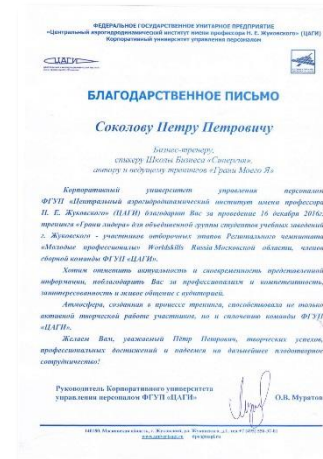 ФЕДЕРАЛЬНОЕ ГОСУДАРСТВЕННОЕ УНИТАРНОЕ ПРЕДПРИЯТИЕ
«Центральный аэрогидродинамический институт имени профессора Н. Е. Жуковского» (ЦАГИ)
Корпоративный университет управления персоналом
ЦАГИ
БЛАГОДАРСТВЕННОЕ ПИСЬМО
Соколову Петру Петровичу
Бизнес-тренеру,
спикеру Школы Бизнеса «Синергия»,
автору и ведущему тренингов «Грани Моего Я»
Корпоративный университет управления персоналом
ФГУП «Центральный аэрогидродинамический институт имени профессора
Н. Е. Жуковского» (ЦАГИ) благодарит Вас за проведение 16 декабря 2016г.
тренинга «Грани лидера» для объединенной группы студентов учебных заведений
г. Жуковского - участников отборочных этапов Регионального чемпионата
«Молодые профессионалы» Worldskills Russia Московской области, членов
сборной команды ФГУП «ЦАГИ».
Хотим отметить актуальность и своевременность представленной
информации, поблагодарить Вас за профессионализм и компетентность,
заинтересованность и живое общение с аудиторией.
Атмосфера, созданная в процессе тренинга, способствовала не только
активной творческой работе участников, но и сплочению команды ФГУП
«ЦАГИ».
Желаем Вам, уважаемый Пётр Петрович, творческих успехов,
профессиональных достижений и надеемся на дальнейшее плодотворное
сотрудничество!
Руководитель Корпоративного университета
управления персоналом ФГУП «ЦАГИ»
О.В. Муратов